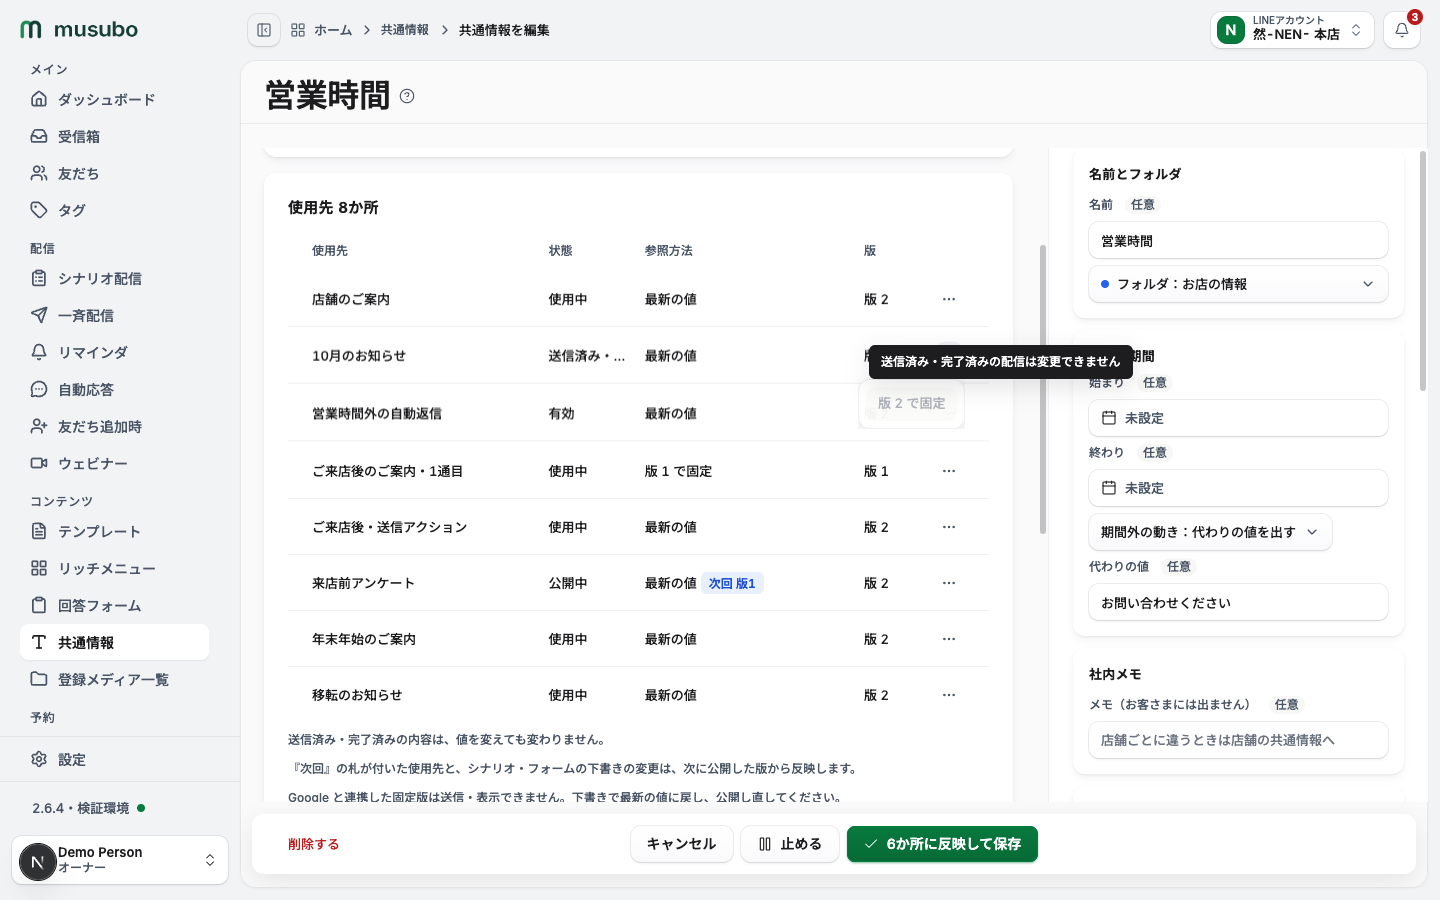 musubo
メイン
ダッシュボード
受信箱
友だち
タグ
配信
シナリオ配信
一斉配信
リマインダ
自動応答
友だち追加時
ウェビナー
コンテンツ
テンプレート
リッチメニュー
回答フォーム
共通情報
登録メディア一覧
予約
設定
2.6.4・検証環境
N
Demo Person
オーナー
ホーム
共通情報
共通情報を編集
N
LINEアカウント
然-NEN- 本店
3
営業時間
使用先 8か所
使用先 状態 参照方法 版
店舗のご案内 使用中 最新の値 版 2
10月のお知らせ 送信済み・... 最新の値
送信済み・完了済みの配信は変更できません
営業時間外の自動返信 有効 最新の値
版 2 で固定
ご来店後のご案内・1通目 使用中 版 1 で固定 版 1
ご来店後・送信アクション 使用中 最新の値 版 2
来店前アンケート 公開中 最新の値 次回 版1 版 2
年末年始のご案内 使用中 最新の値 版 2
移転のお知らせ 使用中 最新の値 版 2
送信済み・完了済みの内容は、値を変えても変わりません。
『次回』の札が付いた使用先と、シナリオ・フォームの下書きの変更は、次に公開した版から反映します。
Google と連携した固定版は送信・表示できません。下書きで最新の値に戻し、公開し直してください。
名前とフォルダ
名前 任意
営業時間
フォルダ：お店の情報
期間
始まり 任意
未設定
終わり 任意
未設定
期間外の動き：代わりの値を出す
代わりの値 任意
お問い合わせください
社内メモ
メモ（お客さまには出ません） 任意
店舗ごとに違うときは店舗の共通情報へ
削除する
キャンセル
止める
6か所に反映して保存